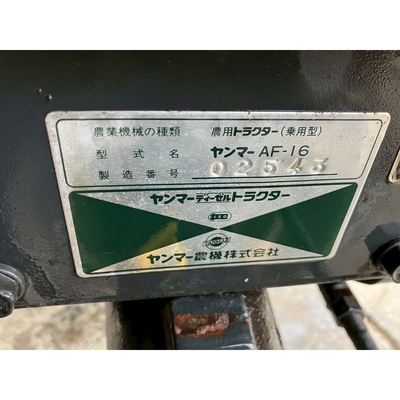 農業機械の種類 農用トラクター(乗用型)
型式名 ヤンマー AF-16
製造番号 02543
ヤンマーディーゼルトラクター
ヤンマー農機株式会社